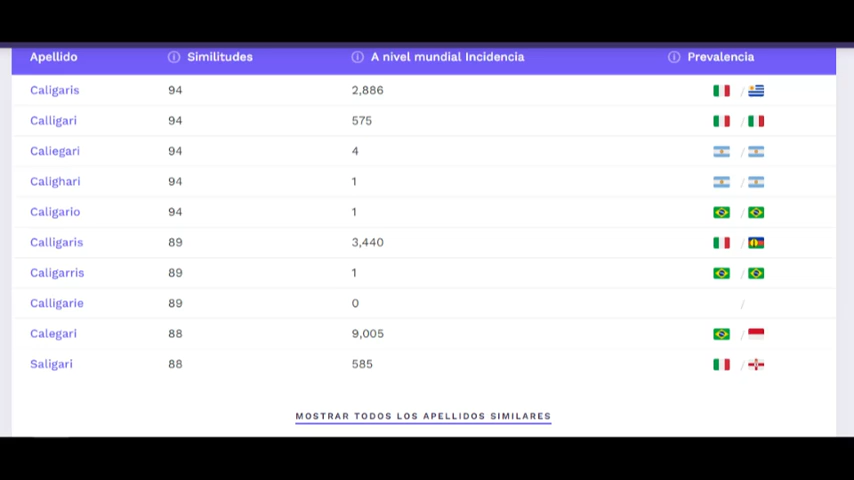 Apellido Similitudes A nivel mundial Incidencia Prevalencia
Caligaris 94 2,886 /
Calligari 94 575 /
Caliegari 94 4 /
Calighari 94 1 /
Caligario 94 1 /
Calligaris 89 3,440 /
Caligarris 89 1 /
Calligarie 89 0 /
Calegari 88 9,005 /
Saligari 88 585 /
MOSTRAR TODOS LOS APELLIDOS SIMILARES